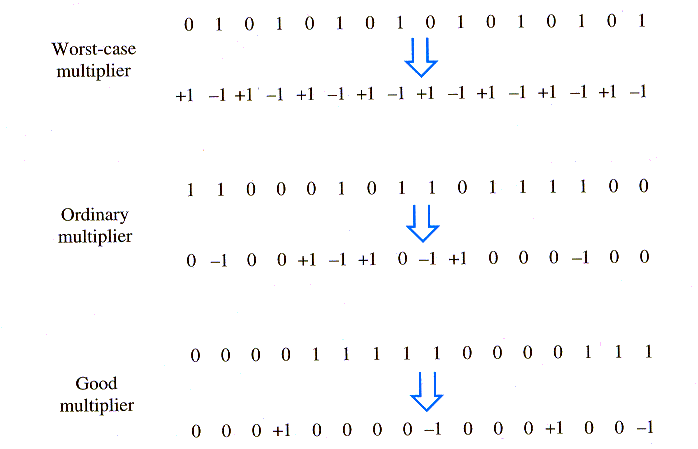 0 1 0 1 0 1 0 1 0 1 0 1 0 1 0 1
Worst-case
multiplier
+1 –1 +1 –1 +1 –1 +1 –1 +1 –1 +1 –1 +1 –1 +1 –1
1 1 0 0 0 1 0 1 1 0 1 1 1 1 0 0
Ordinary
multiplier
0 –1 0 0 +1 –1 +1 0 –1 +1 0 0 0 –1 0 0
0 0 0 0 1 1 1 1 1 0 0 0 0 1 1 1
Good
multiplier
0 0 0 +1 0 0 0 0 –1 0 0 0 +1 0 0 –1